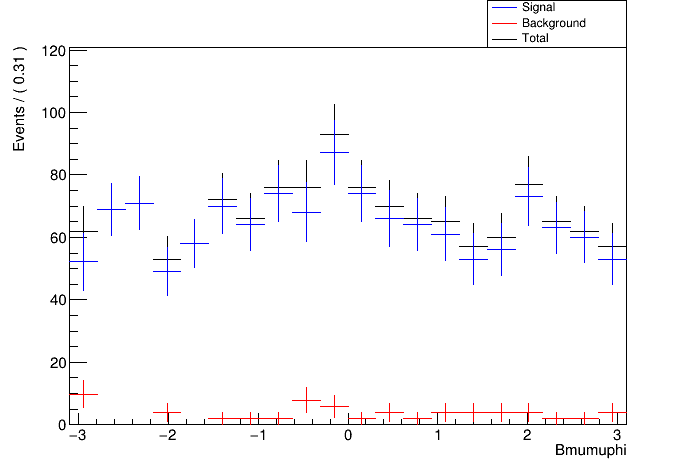 Signal
Background
Total
Events / ( 0.31 )
120
100
80
60
40
20
0
−3 −2 −1 0 1 2 3
Bmumuphi